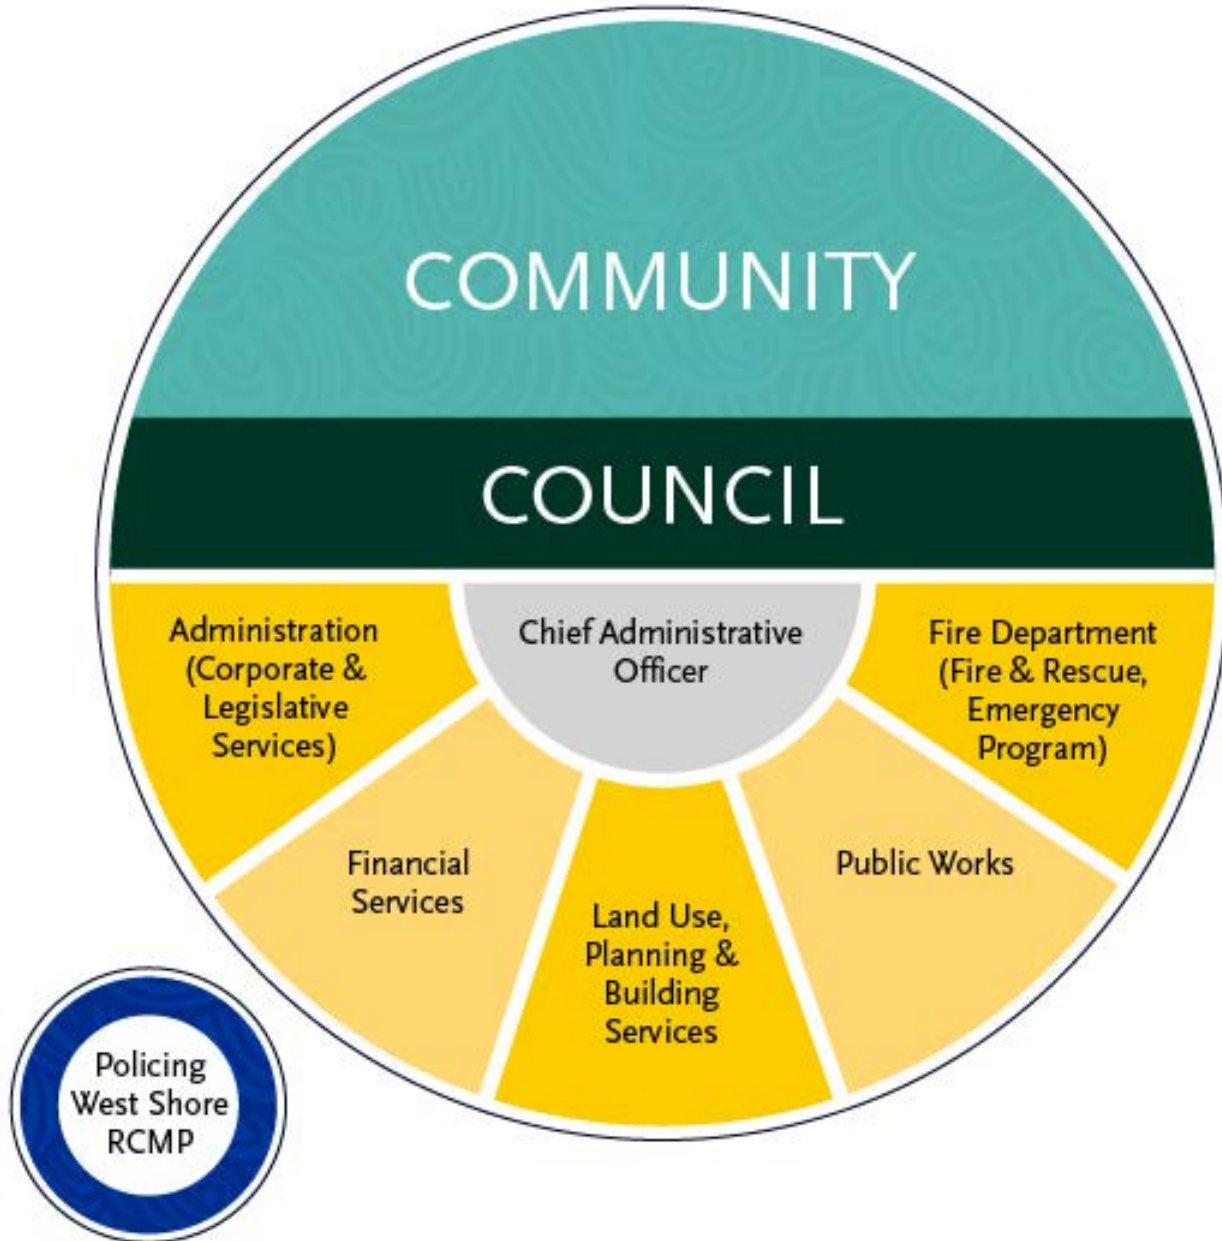 COMMUNITY
COUNCIL
Administration
(Corporate &
Legislative
Services)
Chief Administrative
Officer
Fire Department
(Fire & Rescue,
Emergency
Program)
Financial
Services
Land Use,
Planning &
Building
Services
Public Works
Policing
West Shore
RCMP